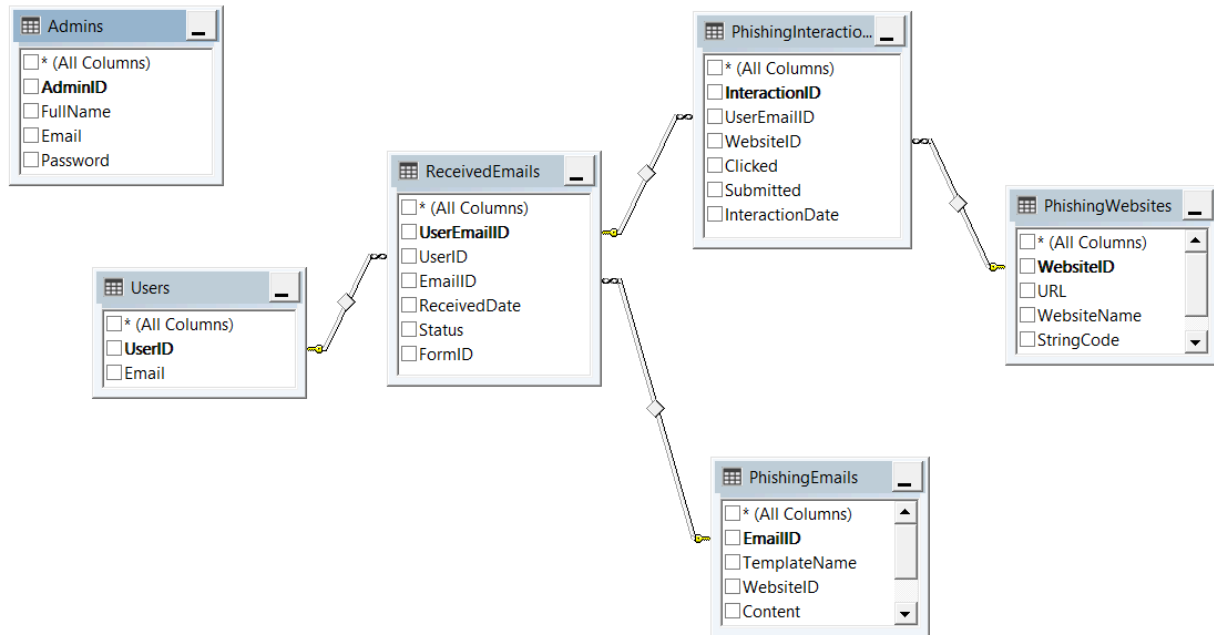 Admins
* (All Columns)
AdminID
FullName
Email
Password
Users
* (All Columns)
UserID
Email
ReceivedEmails
* (All Columns)
UserEmailID
UserID
EmailID
ReceivedDate
Status
FormID
PhishingInteractio...
* (All Columns)
InteractionID
UserEmailID
WebsiteID
Clicked
Submitted
InteractionDate
PhishingWebsites
* (All Columns)
WebsiteID
URL
WebsiteName
StringCode
PhishingEmails
* (All Columns)
EmailID
TemplateName
WebsiteID
Content